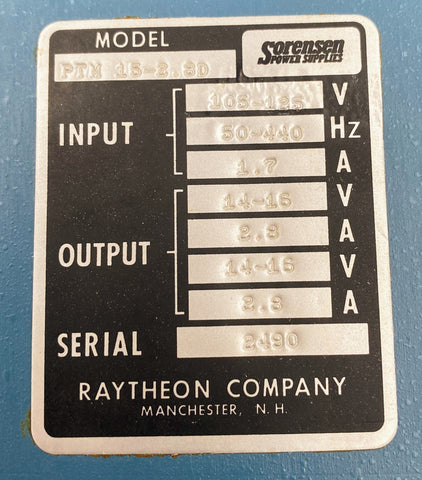 MODEL
Sorensen
POWER SUPPLIES
PTM 15-2.8D
105-125 V
INPUT 50-440 Hz
1.7 A
14-16 V
2.8 A
OUTPUT
14-16 V
2.8 A
SERIAL 2490
RAYTHEON COMPANY
MANCHESTER, N.H.